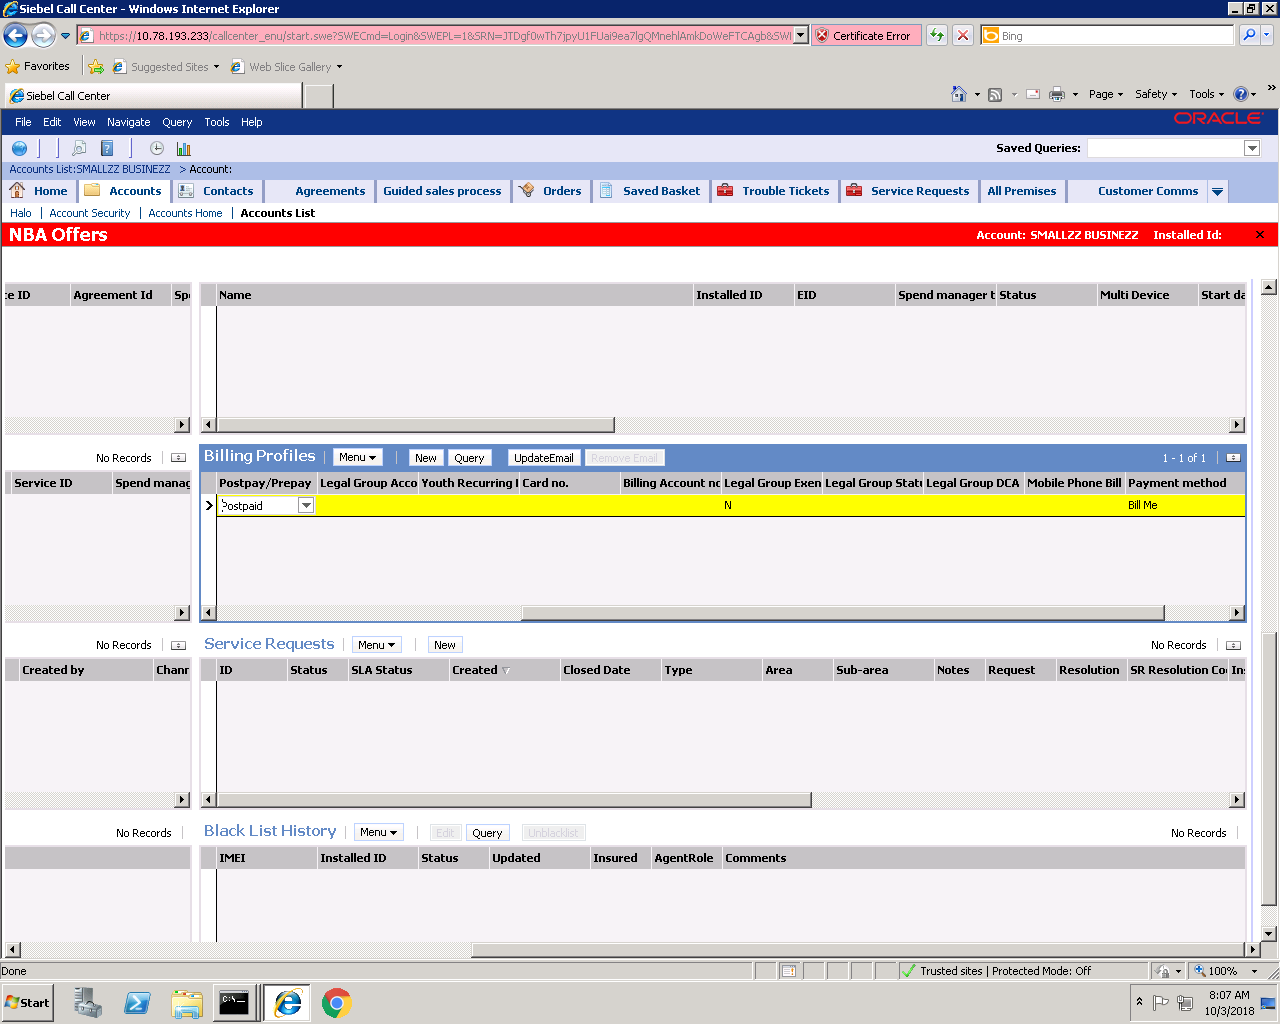 Siebel Call Center - Windows Internet Explorer
https://10.78.193.233/callcenter_enu/start.swe?SWECmd=Login&SWEPL=1&SRN=
Certificate Error
Bing
Favorites
Suggested Sites
Web Slice Gallery
Siebel Call Center
Page
Safety
Tools
File Edit View Navigate Query Tools Help
ORACLE
Saved Queries:
Accounts List:SMALLZZ BUSINEZZ > Account:
Home
Accounts
Contacts
Agreements
Guided sales process
Orders
Saved Basket
Trouble Tickets
Service Requests
All Premises
Customer Comms
Halo | Account Security | Accounts Home | Accounts List
NBA Offers
Account: SMALLZZ BUSINEZZ Installed Id:
ce ID Agreement Id Spe
Name Installed ID EID Spend manager t Status Multi Device Start da
No Records
Billing Profiles
Menu
New
Query
UpdateEmail
Remove Email
1 - 1 of 1
Service ID Spend manag
Postpay/Prepay Legal Group Acco Youth Recurring Card no. Billing Account no Legal Group Exen Legal Group Statu Legal Group DCA Mobile Phone Bill Payment method
Postpaid N Bill Me
No Records
Service Requests
Menu
New
No Records
Created by Chann
ID Status SLA Status Created Closed Date Type Area Sub-area Notes Request Resolution SR Resolution Co Ins
No Records
Black List History
Menu
Edit
Query
Unblacklist
No Records
IMEI Installed ID Status Updated Insured AgentRole Comments
Done
Trusted sites | Protected Mode: Off
100%
Start
C:\.
8:07 AM
10/3/2018